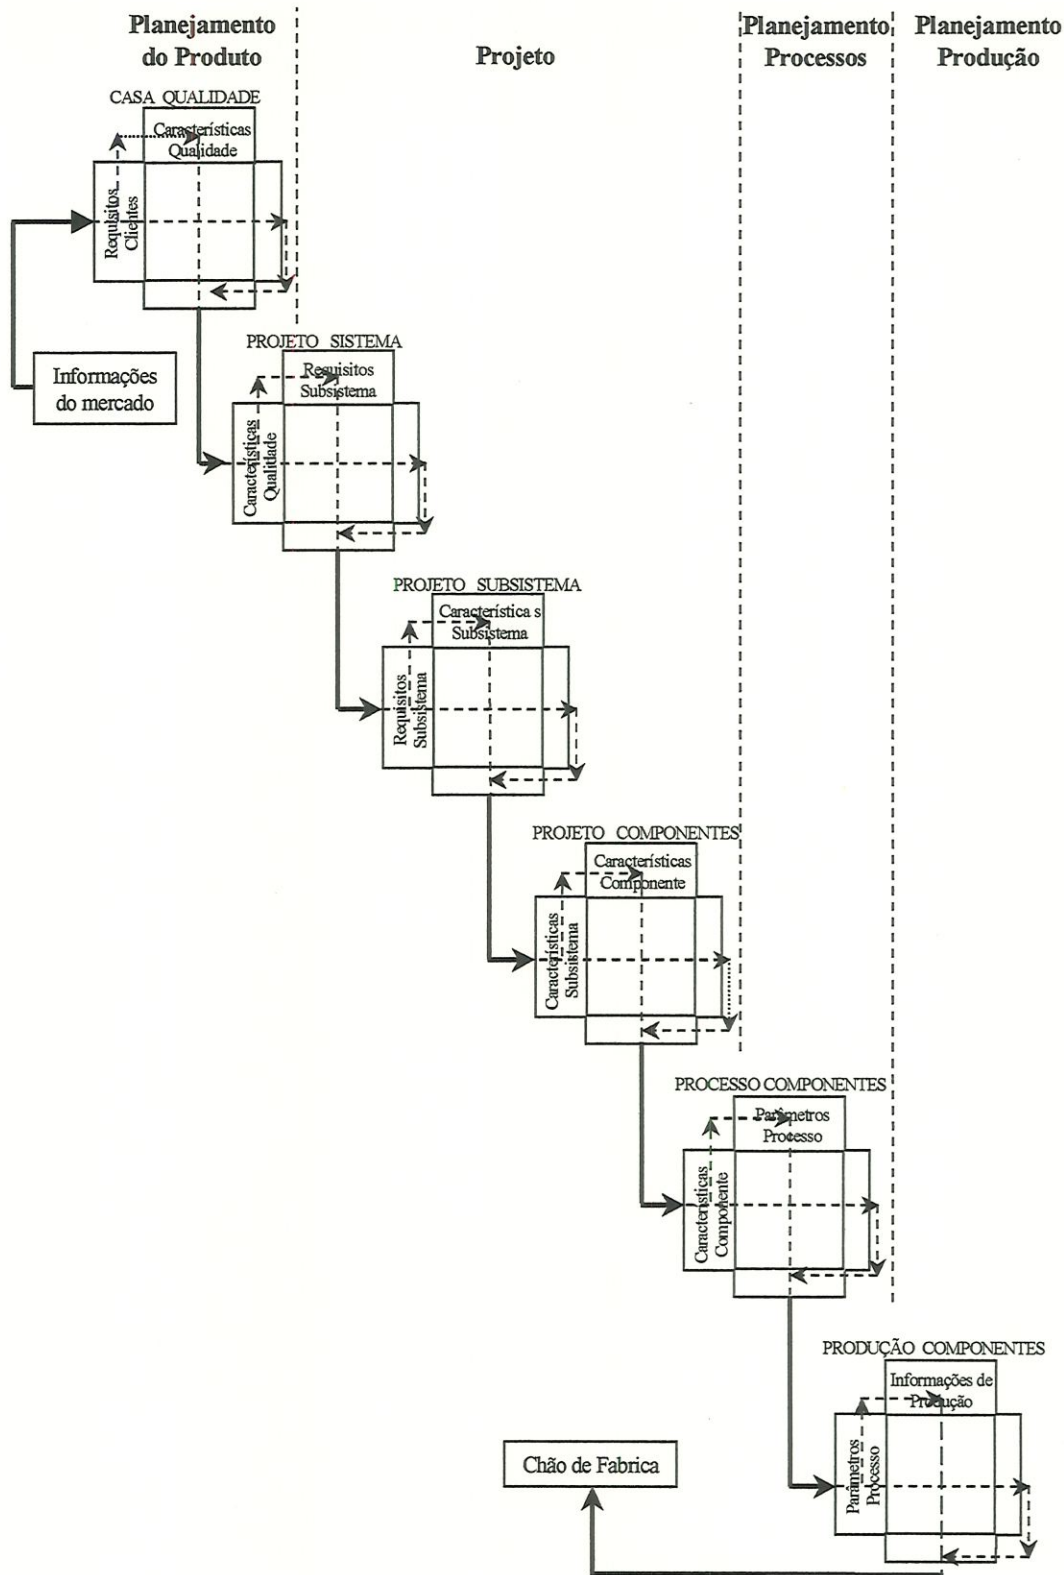 Planejamento
do Produto
Projeto
Planejamento
Processos
Planejamento
Produção
CASA QUALIDADE
Características
Qualidade
Requisitos
Clientes
Informações
do mercado
PROJETO SISTEMA
Requisitos
Subsistema
Características
Qualidade
PROJETO SUBSISTEMA
Característica s
Subsistema
Requisitos
Subsistema
PROJETO COMPONENTES
Características
Componente
Características
Subsistema
PROCESSO COMPONENTES
Parâmetros
Processo
Características
Componente
PRODUÇÃO COMPONENTES
Informações de
Produção
Parâmetros
Processo
Chão de Fabrica